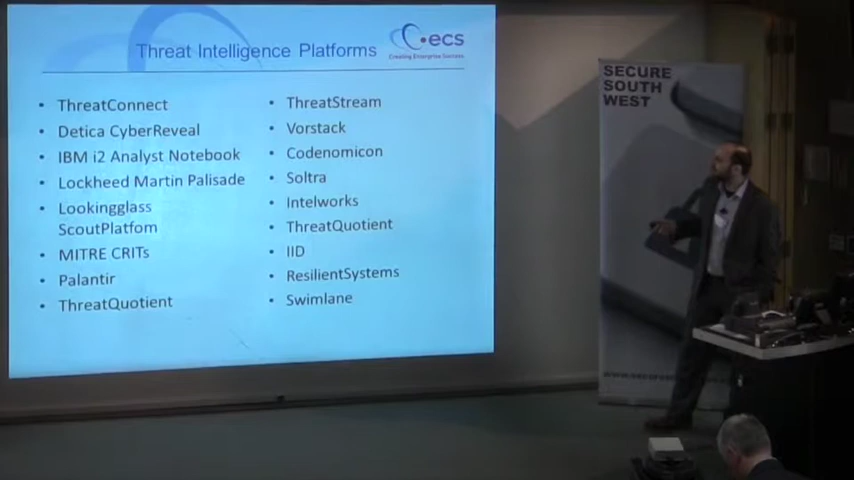 Threat Intelligence Platforms
ecs
Creating Enterprise Success
• ThreatConnect
• Detica CyberReveal
• IBM i2 Analyst Notebook
• Lockheed Martin Palisade
• Lookingglass
ScoutPlatfom
• MITRE CRITs
• Palantir
• ThreatQuotient
• ThreatStream
• Vorstack
• Codenomicon
• Soltra
• Intelworks
• ThreatQuotient
• IID
• ResilientSystems
• Swimlane
SECURE
SOUTH
WEST